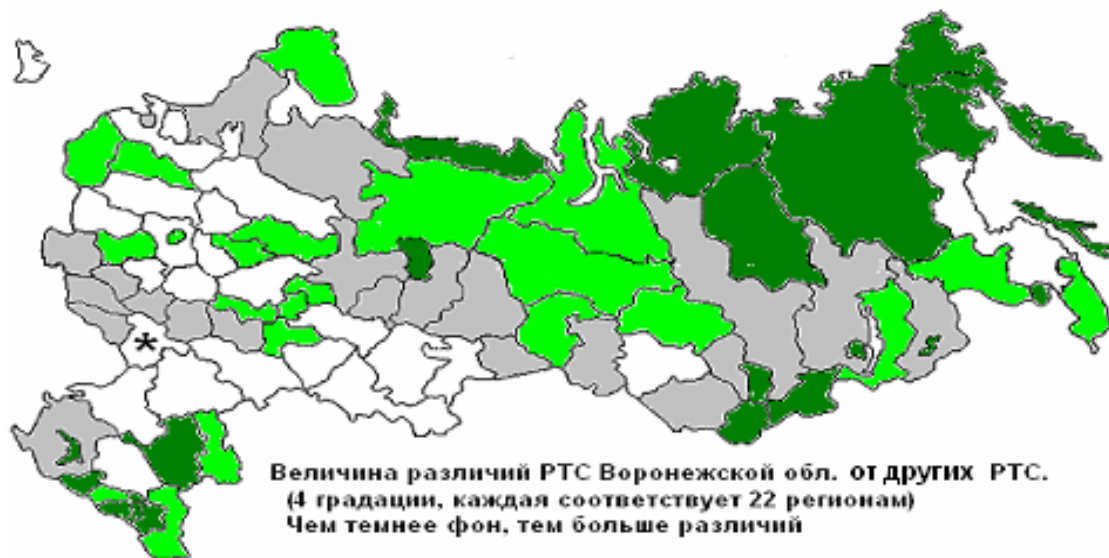 *
Величина различий РТС Воронежской обл. от других РТС.
(4 градации, каждая соответствует 22 регионам)
Чем темнее фон, тем больше различий